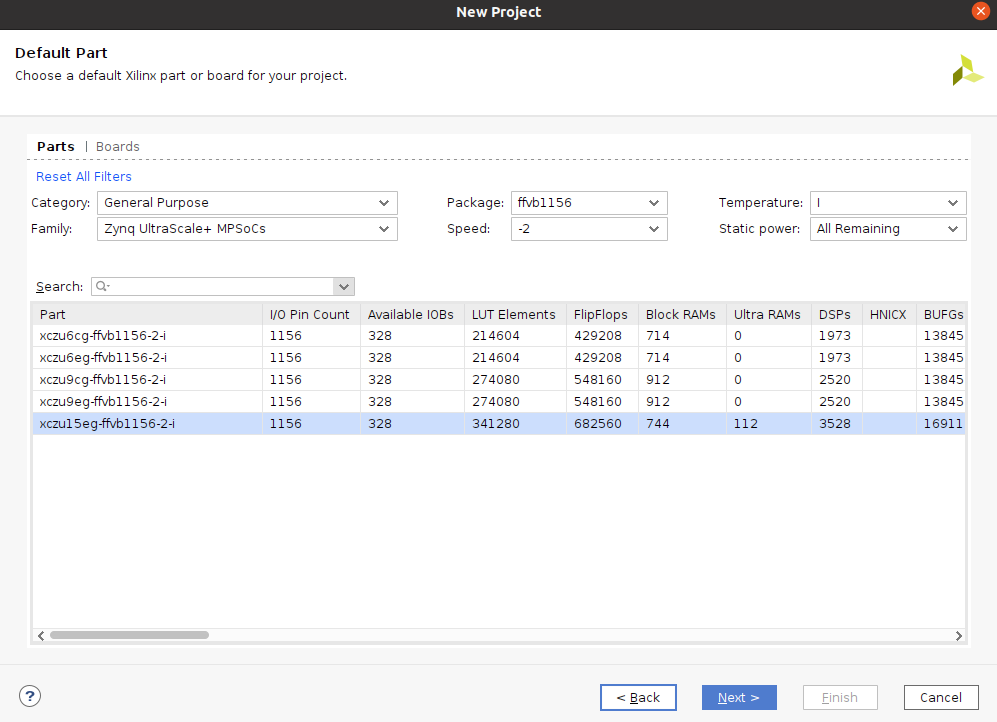 New Project
Default Part
Choose a default Xilinx part or board for your project.
Parts | Boards
Reset All Filters
Category: General Purpose Package: ffvb1156 Temperature: I
Family: Zynq UltraScale+ MPSoCs Speed: -2 Static power: All Remaining
Search:
Part I/O Pin Count Available IOBs LUT Elements FlipFlops Block RAMs Ultra RAMs DSPs HNICX BUFGs
xczu6cg-ffvb1156-2-i 1156 328 214604 429208 714 0 1973 13845
xczu6eg-ffvb1156-2-i 1156 328 214604 429208 714 0 1973 13845
xczu9cg-ffvb1156-2-i 1156 328 274080 548160 912 0 2520 13845
xczu9eg-ffvb1156-2-i 1156 328 274080 548160 912 0 2520 13845
xczu15eg-ffvb1156-2-i 1156 328 341280 682560 744 112 3528 16911
? < Back Next > Finish Cancel